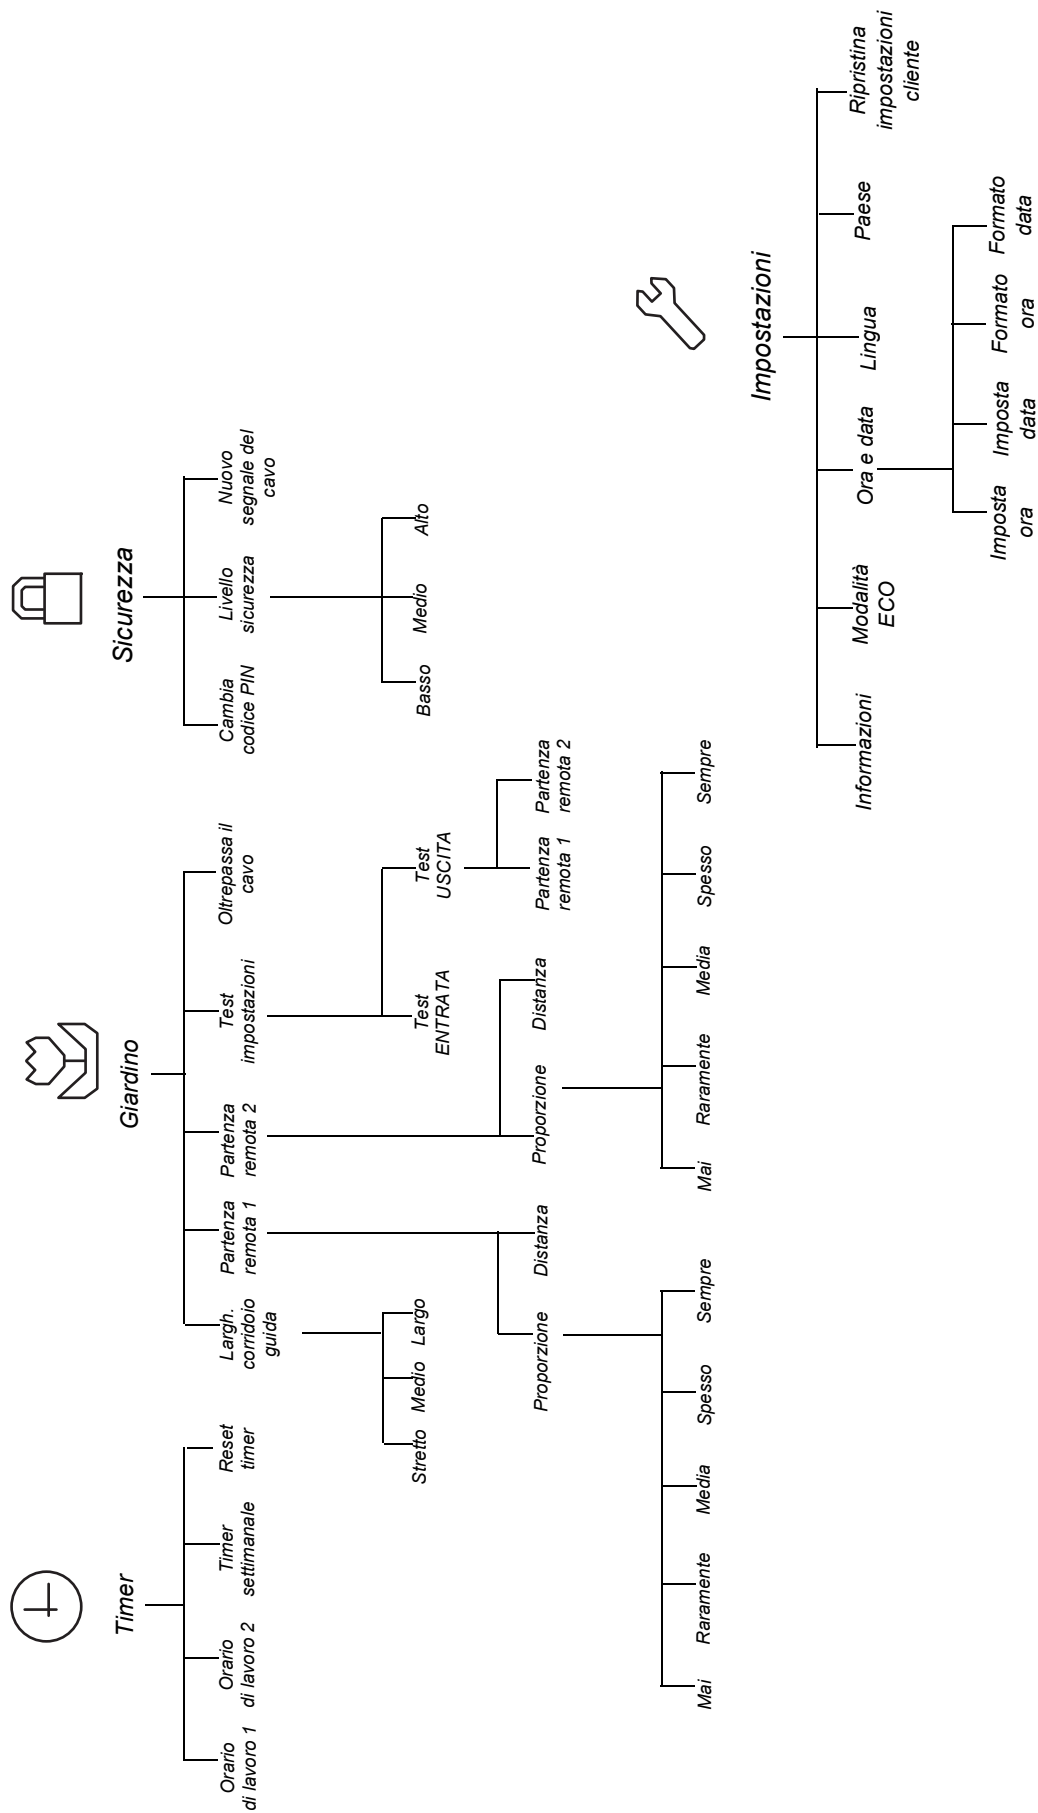 Timer
Orario
di lavoro 1
Orario
di lavoro 2
Timer
settimanale
Reset
timer
Giardino
Largh.
corridoio
guida
Stretto
Medio
Largo
Partenza
remota 1
Proporzione
Distanza
Mai
Raramente
Media
Spesso
Sempre
Partenza
remota 2
Proporzione
Distanza
Mai
Raramente
Media
Spesso
Sempre
Test
impostazioni
Test
ENTRATA
Test
USCITA
Partenza
remota 1
Partenza
remota 2
Oltrepassa il
cavo
Sicurezza
Cambia
codice PIN
Livello
sicurezza
Basso
Medio
Alto
Nuovo
segnale del
cavo
Impostazioni
Informazioni
Modalità
ECO
Ora e data
Imposta
ora
Imposta
data
Formato
ora
Formato
data
Lingua
Paese
Ripristina
impostazioni
cliente